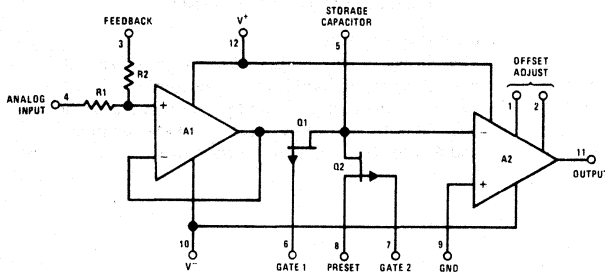 FEEDBACK
3
V+
12
STORAGE
CAPACITOR
5
OFFSET
ADJUST
1
2
ANALOG
INPUT
4
R1
R2
+
−
A1
Q1
Q2
−
+
A2
11
OUTPUT
10
V−
6
GATE 1
8
PRESET
7
GATE 2
9
GND